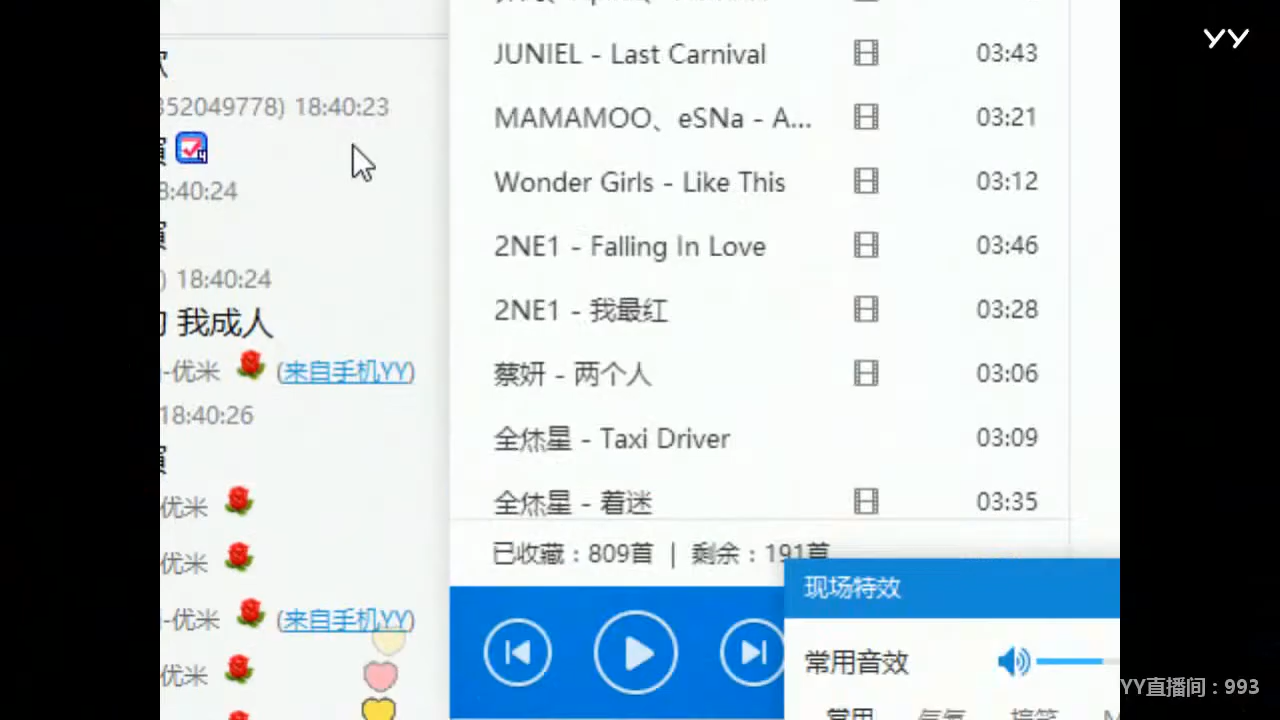 YY
JUNIEL - Last Carnival 03:43
352049778) 18:40:23
MAMAMOO、eSNa - A... 03:21
Wonder Girls - Like This 03:12
8:40:24
2NE1 - Falling In Love 03:46
) 18:40:24
2NE1 - 我最红 03:28
我成人
蔡妍 - 两个人 03:06
-优米 (来自手机YY)
18:40:26
全烋星 - Taxi Driver 03:09
优米
全烋星 - 着迷 03:35
已收藏：809首 | 剩余：191首
优米
现场特效
-优米 (来自手机YY)
常用音效
优米
YY直播间：993
常用
搞笑